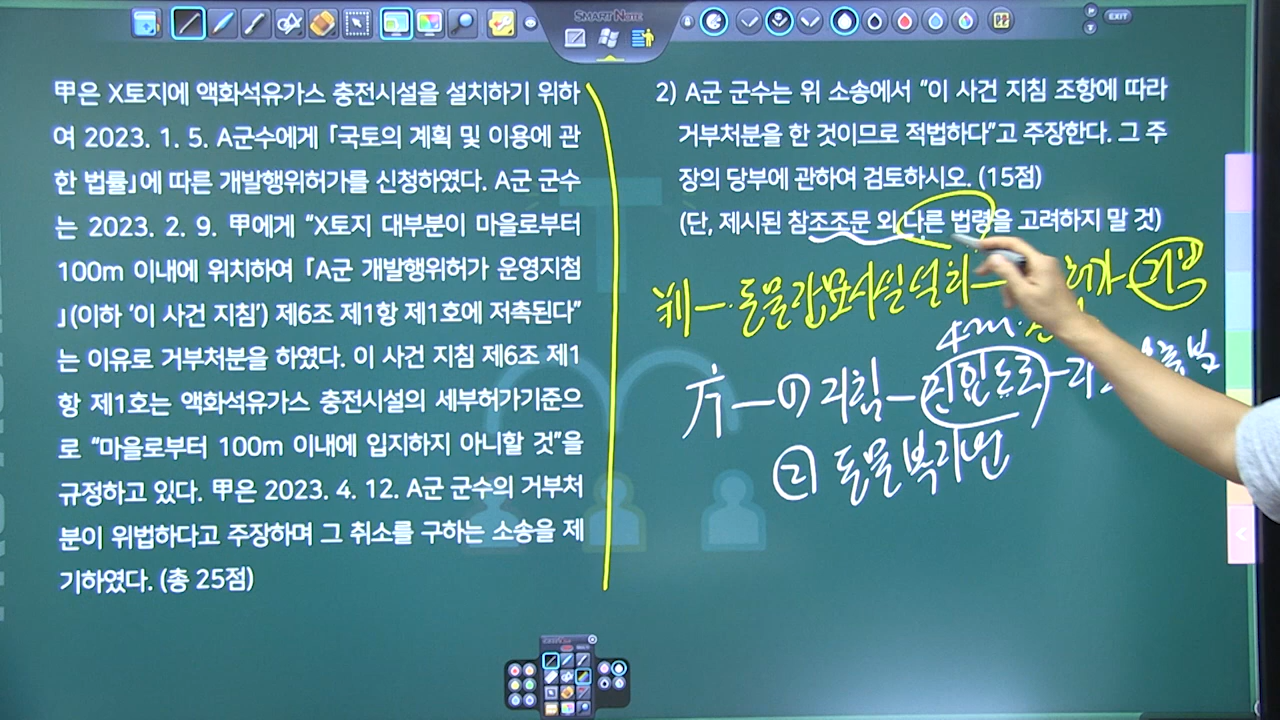 SMART NOTE
EXIT
甲은 X토지에 액화석유가스 충전시설을 설치하기 위하
여 2023. 1. 5. A군수에게 「국토의 계획 및 이용에 관
한 법률」에 따른 개발행위허가를 신청하였다. A군 군수
는 2023. 2. 9. 甲에게 “X토지 대부분이 마을로부터
100m 이내에 위치하여 「A군 개발행위허가 운영지침
」(이하 ‘이 사건 지침’) 제6조 제1항 제1호에 저촉된다”
는 이유로 거부처분을 하였다. 이 사건 지침 제6조 제1
항 제1호는 액화석유가스 충전시설의 세부허가기준으
로 “마을로부터 100m 이내에 입지하지 아니할 것”을
규정하고 있다. 甲은 2023. 4. 12. A군 군수의 거부처
분이 위법하다고 주장하며 그 취소를 구하는 소송을 제
기하였다. (총 25점)
2) A군 군수는 위 소송에서 “이 사건 지침 조항에 따라
거부처분을 한 것이므로 적법하다”고 주장한다. 그 주
장의 당부에 관하여 검토하시오. (15점)
(단, 제시된 참조조문 외 다른 법령을 고려하지 말 것)
거부
4m
① 지침 - 진입도로 -
②